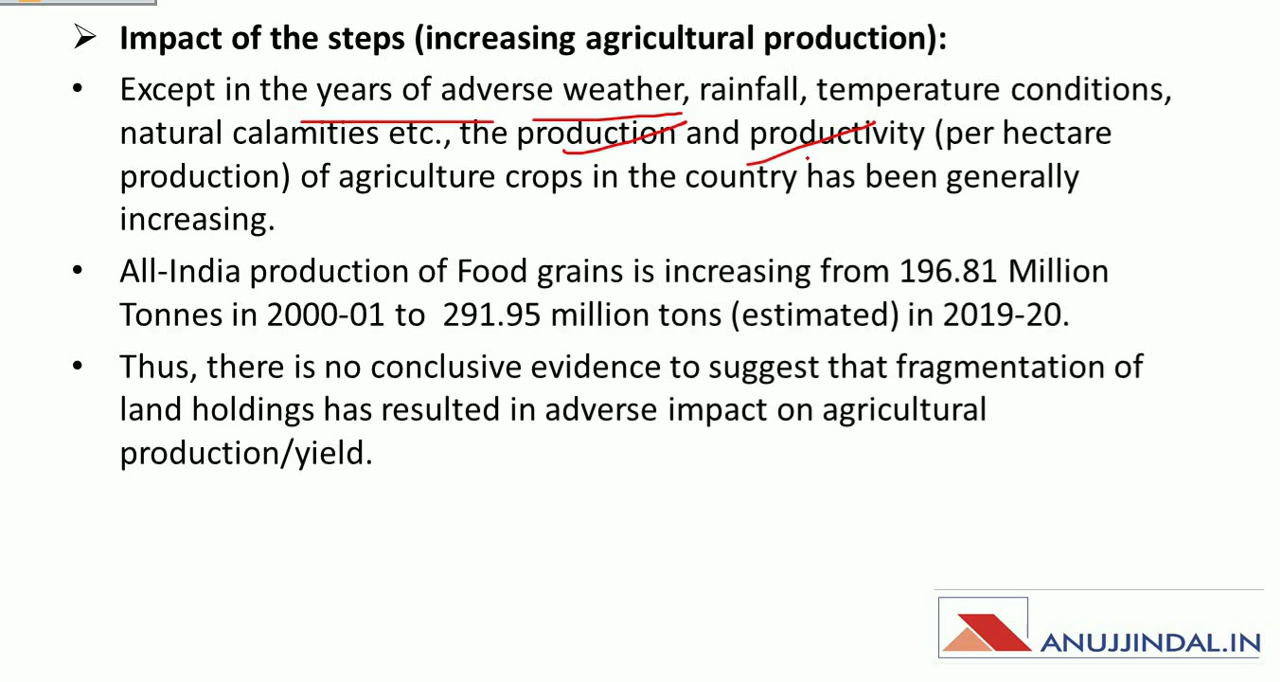 ➢ Impact of the steps (increasing agricultural production):
• Except in the years of adverse weather, rainfall, temperature conditions,
natural calamities etc., the production and productivity (per hectare
production) of agriculture crops in the country has been generally
increasing.
• All-India production of Food grains is increasing from 196.81 Million
Tonnes in 2000-01 to 291.95 million tons (estimated) in 2019-20.
• Thus, there is no conclusive evidence to suggest that fragmentation of
land holdings has resulted in adverse impact on agricultural
production/yield.
ANUJJINDAL.IN